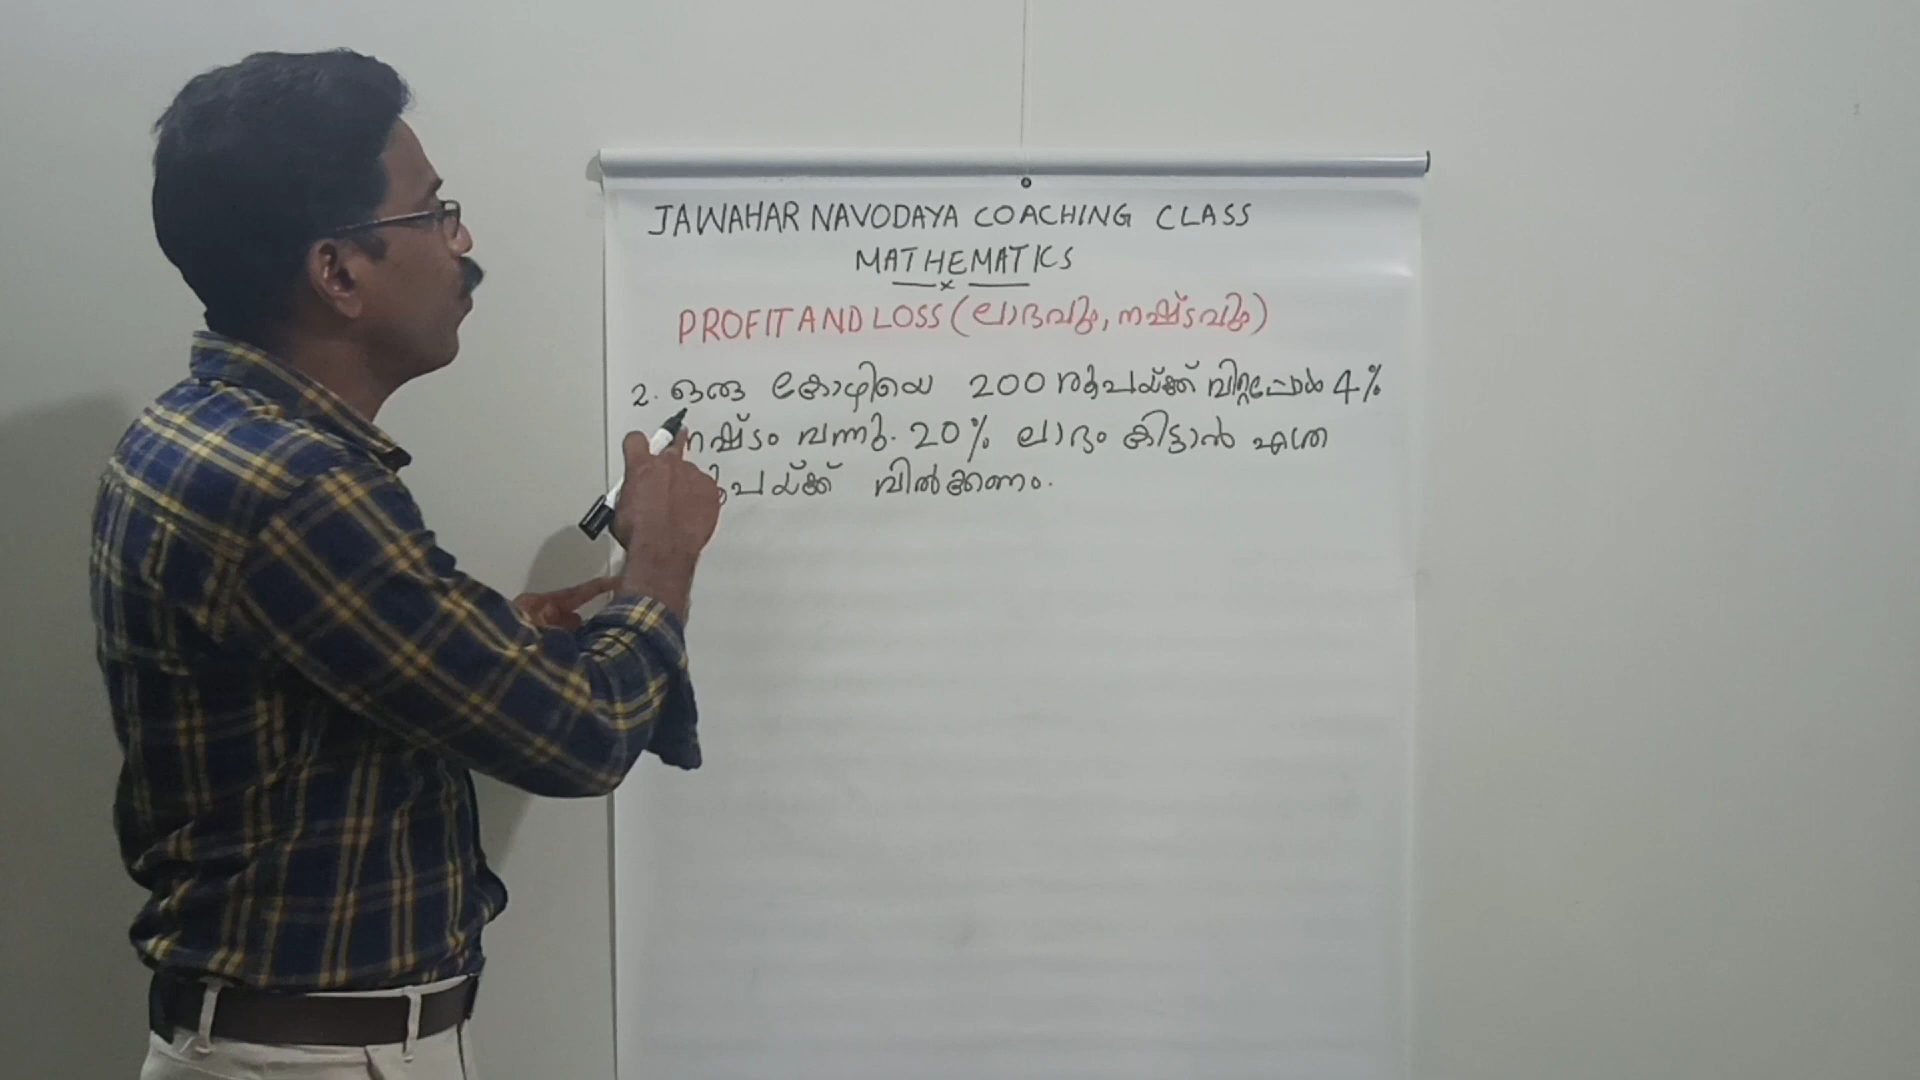 JAWAHAR NAVODAYA COACHING CLASS
MATHEMATICS
PROFIT AND LOSS (ലാഭവും, നഷ്ടവും)
2. ഒരു കോഴിയെ 200 രൂപയ്ക്ക് വിറ്റപ്പോൾ 4%
നഷ്ടം വന്നു. 20% ലാഭം കിട്ടാൻ എത്ര
വിൽക്കണം.